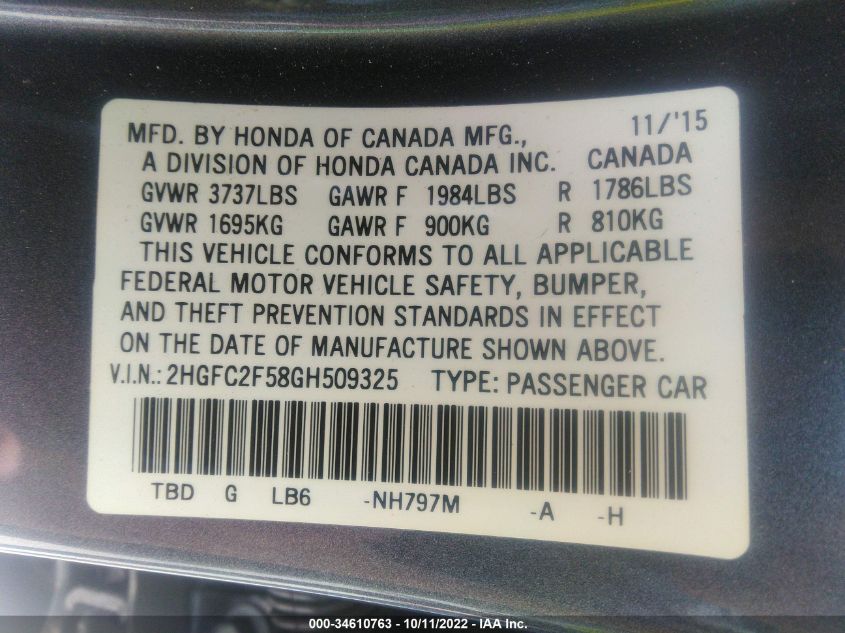 MFD. BY HONDA OF CANADA MFG., 11/'15
A DIVISION OF HONDA CANADA INC. CANADA
GVWR 3737LBS GAWR F 1984LBS R 1786LBS
GVWR 1695KG GAWR F 900KG R 810KG
THIS VEHICLE CONFORMS TO ALL APPLICABLE
FEDERAL MOTOR VEHICLE SAFETY, BUMPER,
AND THEFT PREVENTION STANDARDS IN EFFECT
ON THE DATE OF MANUFACTURE SHOWN ABOVE.
V.I.N.: 2HGFC2F58GH509325 TYPE: PASSENGER CAR
TBD G LB6 -NH797M -A -H
000-34610763 - 10/11/2022 - IAA Inc.